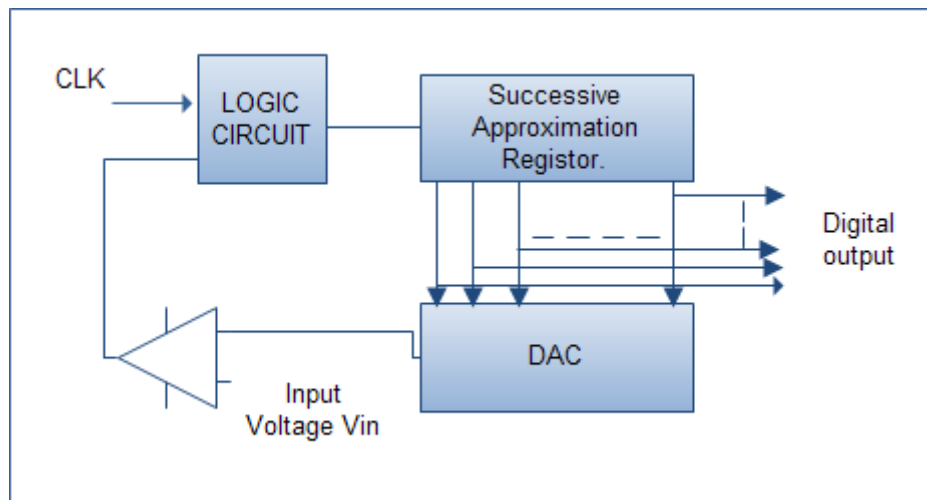 CLK
LOGIC
CIRCUIT
Successive
Approximation
Registor.
Digital
output
DAC
Input
Voltage Vin